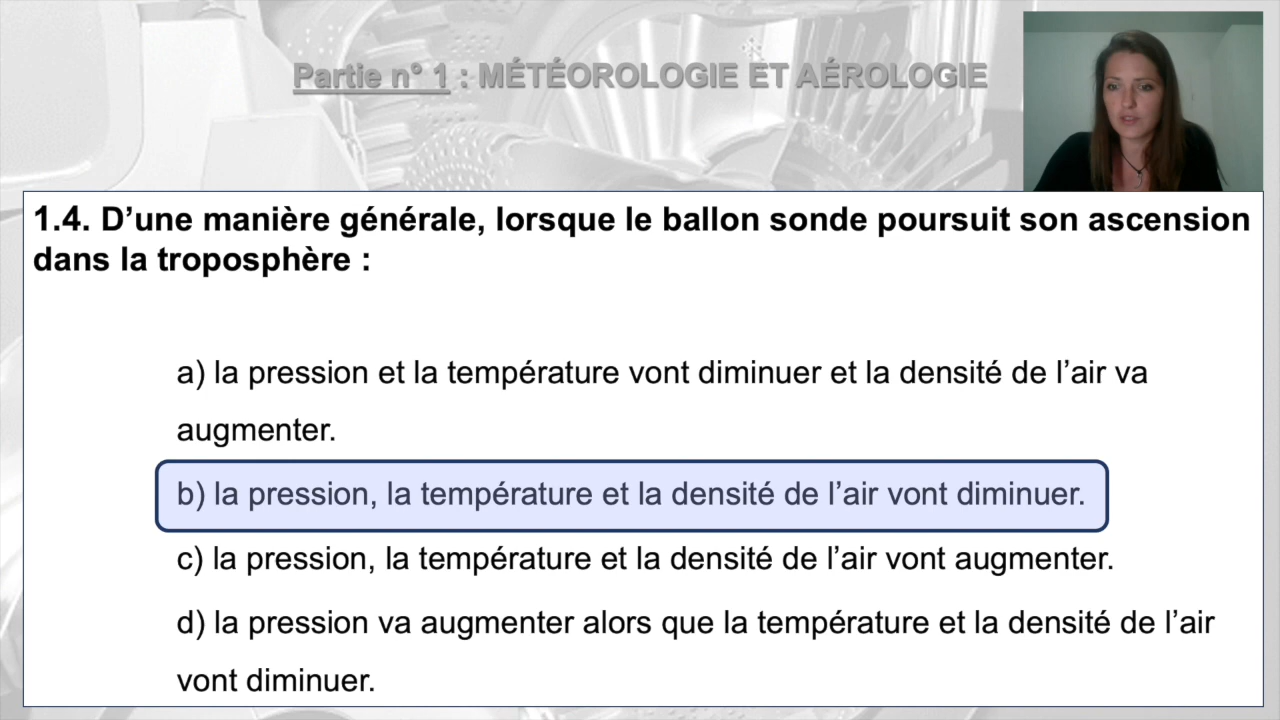 Partie n° 1 : MÉTÉOROLOGIE ET AÉROLOGIE
1.4. D’une manière générale, lorsque le ballon sonde poursuit son ascension
dans la troposphère :
a) la pression et la température vont diminuer et la densité de l’air va
augmenter.
b) la pression, la température et la densité de l’air vont diminuer.
c) la pression, la température et la densité de l’air vont augmenter.
d) la pression va augmenter alors que la température et la densité de l’air
vont diminuer.